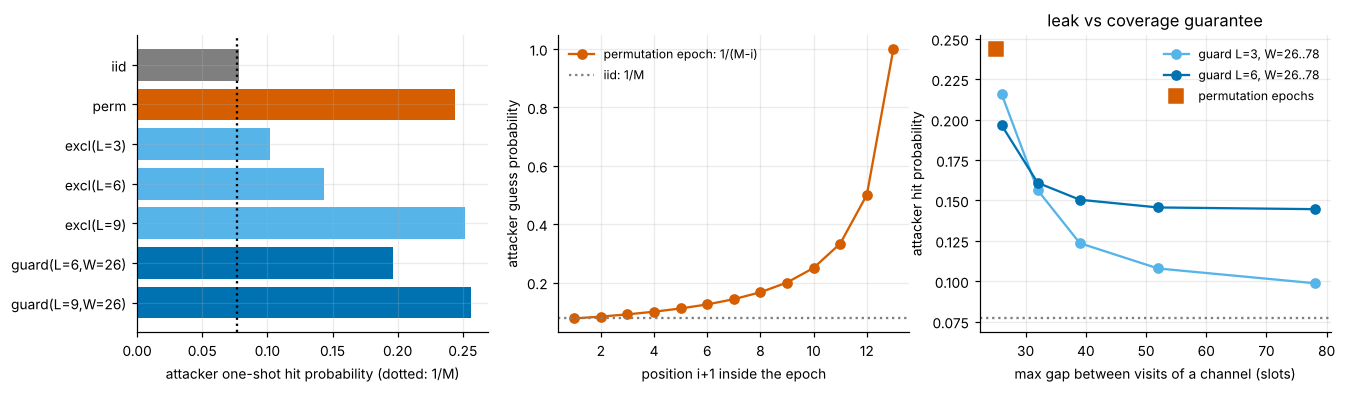 iid
perm
excl(L=3)
excl(L=6)
excl(L=9)
guard(L=6,W=26)
guard(L=9,W=26)
0.00 0.05 0.10 0.15 0.20 0.25
attacker one-shot hit probability (dotted: 1/M)
attacker guess probability
1.0
0.8
0.6
0.4
0.2
permutation epoch: 1/(M-i)
iid: 1/M
2 4 6 8 10 12
position i+1 inside the epoch
leak vs coverage guarantee
attacker hit probability
0.250
0.225
0.200
0.175
0.150
0.125
0.100
0.075
guard L=3, W=26..78
guard L=6, W=26..78
permutation epochs
30 40 50 60 70 80
max gap between visits of a channel (slots)